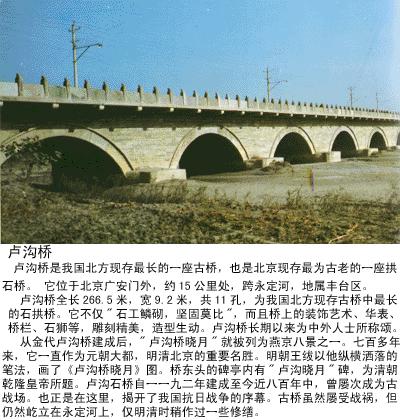 卢沟桥
卢沟桥是我国北方现存最长的一座古桥，也是北京现存最为古老的一座拱
石桥。 它位于北京广安门外，约15公里处，跨永定河，地属丰台区。
卢沟桥全长266.5米，宽9.2米，共11孔，为我国北方现存古桥中最长
的石拱桥。它不仅"石工鳞砌，坚固莫比"，而且桥上的装饰艺术、华表、
桥栏、石狮等，雕刻精美，造型生动。卢沟桥长期以来为中外人士所称颂。
从金代卢沟桥建成后，"卢沟桥晓月"就被列为燕京八景之一。七百多年
来，它一直作为元朝大都，明清北京的重要名胜。明朝王绂以他纵横洒落的
笔法，画了《卢沟桥晓月》图。桥东头的碑亭内有"卢沟晓月"碑，为清朝
乾隆皇帝所题。卢沟石桥自一一九二年建成至今近八百年中，曾屡次成为古
战场。也正是在这里，揭开了我国抗日战争的序幕。古桥虽然屡受战祸，但
仍然屹立在永定河上，仅明清时稍作过一些修缮。